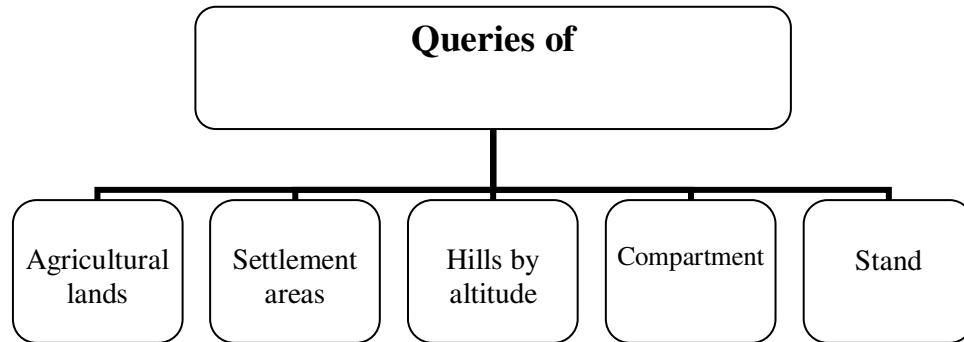 Queries of
Agricultural
lands
Settlement
areas
Hills by
altitude
Compartment
Stand